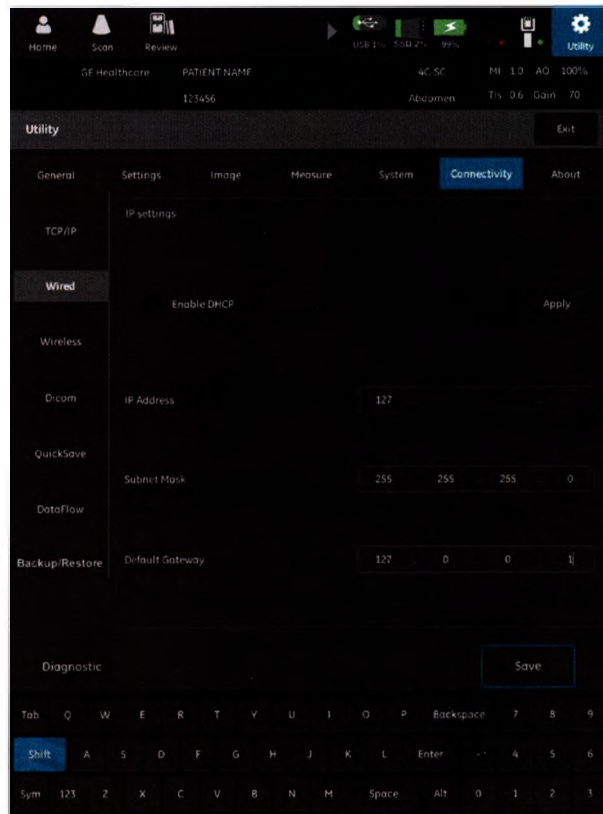 Home Scan Review USB 1% SSD 2% 99% Utility
GE Healthcare PATIENT NAME 4C-SC MI 1.0 AO 100%
123456 Abdomen TIs 0.6 Gain 70
Utility Exit
General Settings Image Measure System Connectivity About
IP settings
TCP/IP
Wired
Enable DHCP Apply
Wireless
Dicom
IP Address 127
QuickSave
Subnet Mask 255 255 255 0
DataFlow
Backup/Restore
Default Gateway 127 0 0 1
Diagnostic Save
Tab Q W E R T Y U I O P Backspace 7 8 9
Shift A S D F G H J K L Enter 4 5 6
Sym 123 Z X C V B N M Space Alt 0 1 2 3